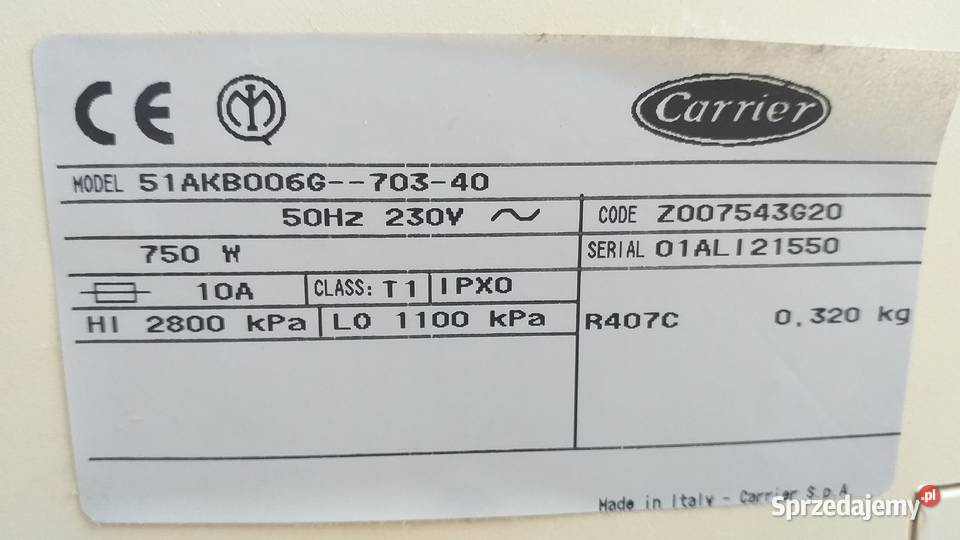 CE IMQ Carrier
MODEL 51AKB006G--703-40
50Hz 230V ~ CODE Z007543G20
750 W SERIAL 01ALI21550
10A CLASS: T1 IPX0
HI 2800 kPa LO 1100 kPa R407C 0,320 kg
Made in Italy - Carrier S.p.A.
Sprzedajemy.pl